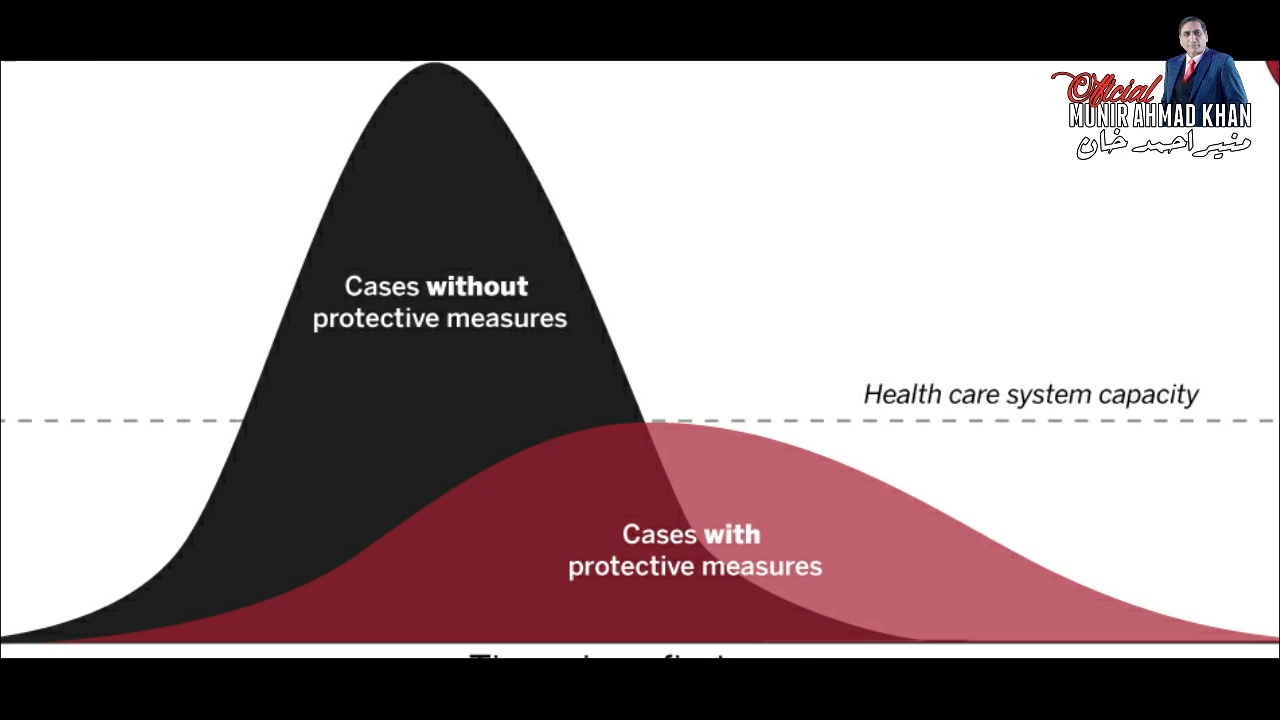 Official
MUNIR AHMAD KHAN
منیر احمد خان
Cases without
protective measures
Health care system capacity
Cases with
protective measures